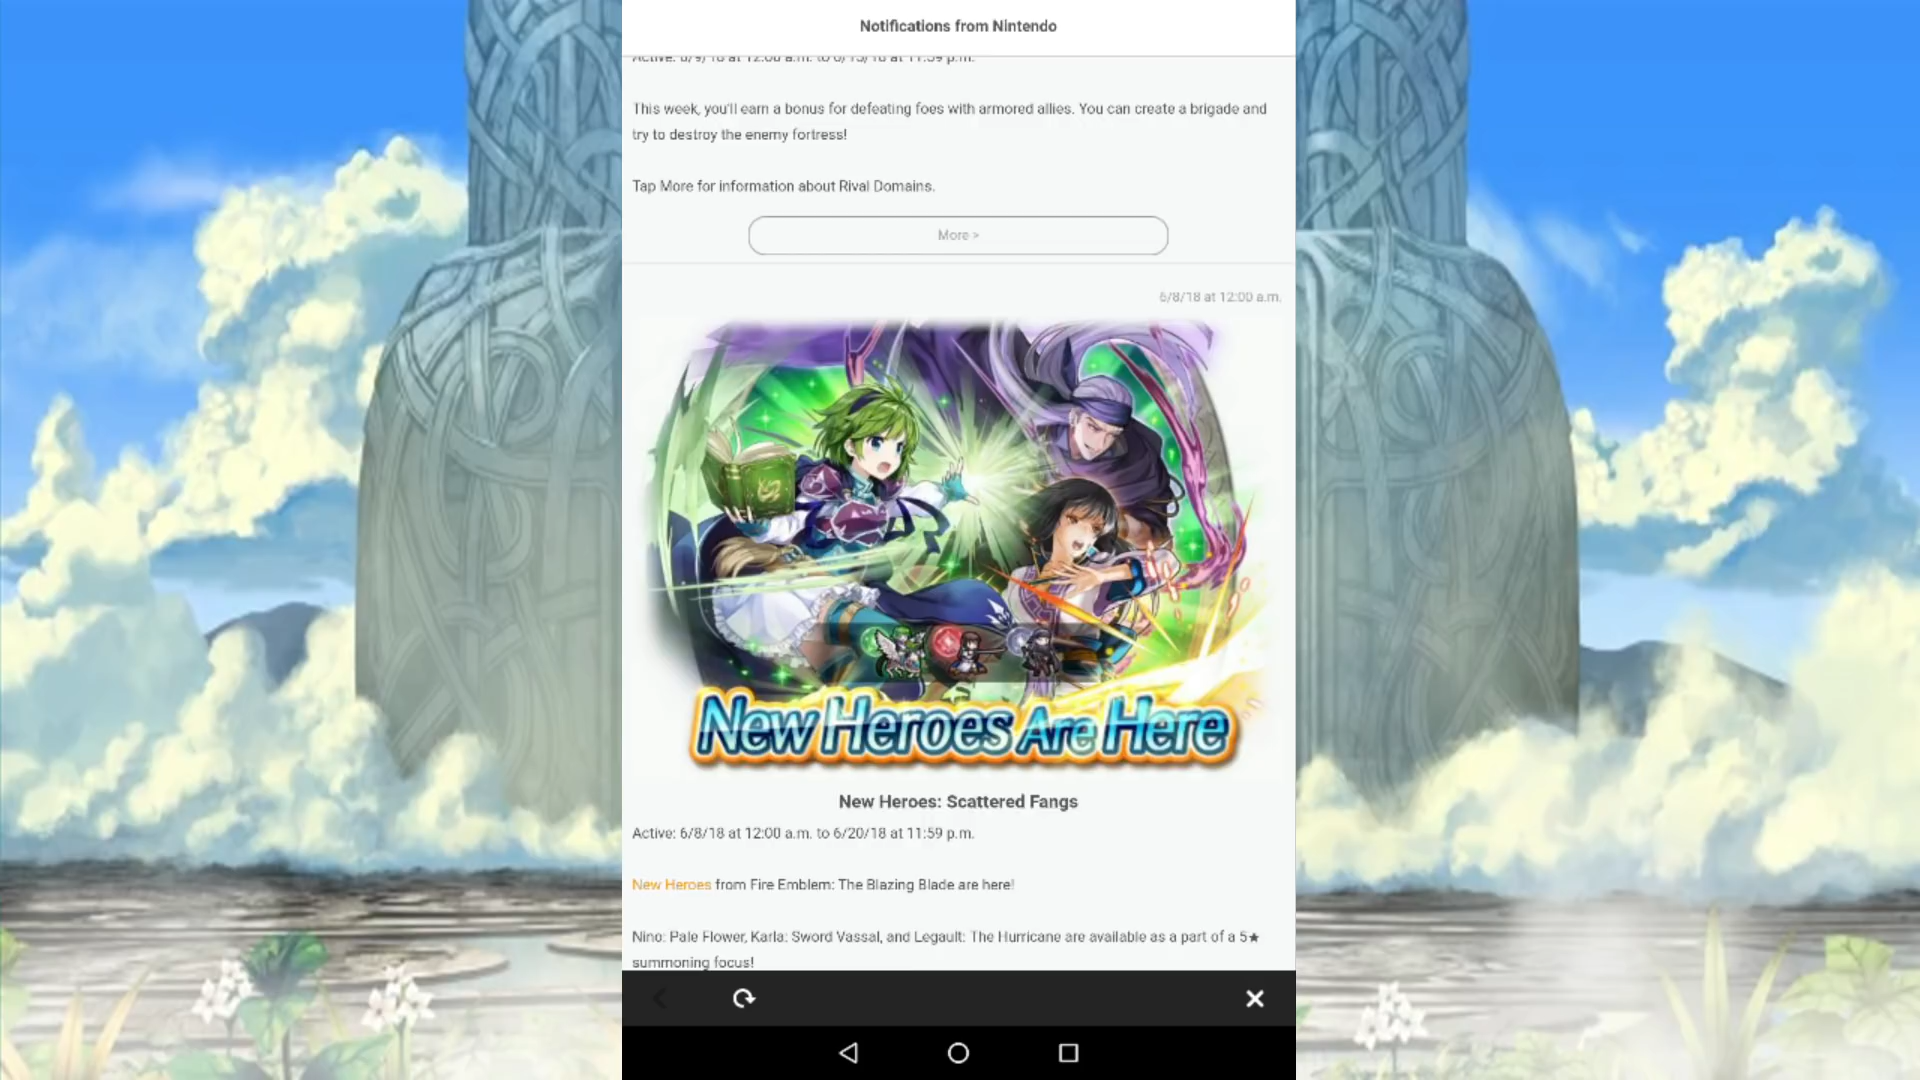 Notifications from Nintendo
This week, you'll earn a bonus for defeating foes with armored allies. You can create a brigade and
try to destroy the enemy fortress!
Tap More for information about Rival Domains.
More >
6/8/18 at 12:00 a.m.
New Heroes Are Here
New Heroes: Scattered Fangs
Active: 6/8/18 at 12:00 a.m. to 6/20/18 at 11:59 p.m.
New Heroes from Fire Emblem: The Blazing Blade are here!
Nino: Pale Flower, Karla: Sword Vassal, and Legault: The Hurricane are available as a part of a 5★
summoning focus!